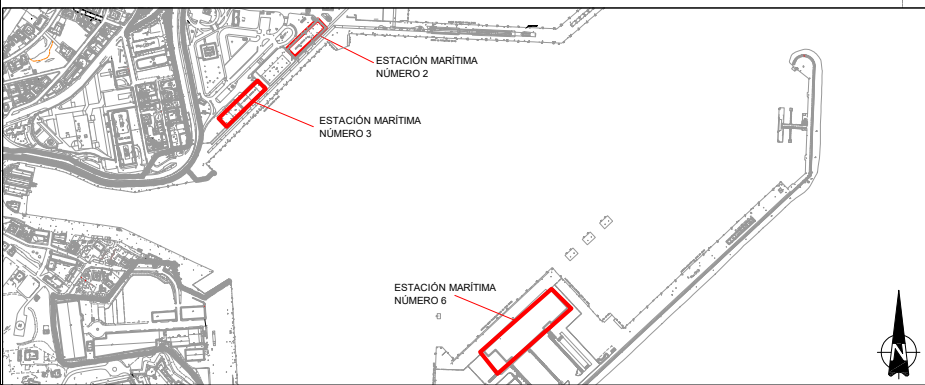 ESTACIÓN MARÍTIMA
NÚMERO 2
ESTACIÓN MARÍTIMA
NÚMERO 3
ESTACIÓN MARÍTIMA
NÚMERO 6
N